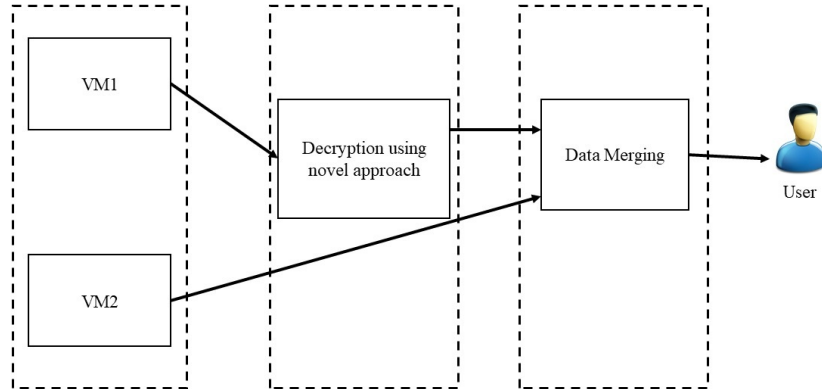 VM1
Decryption using
novel approach
Data Merging
User
VM2